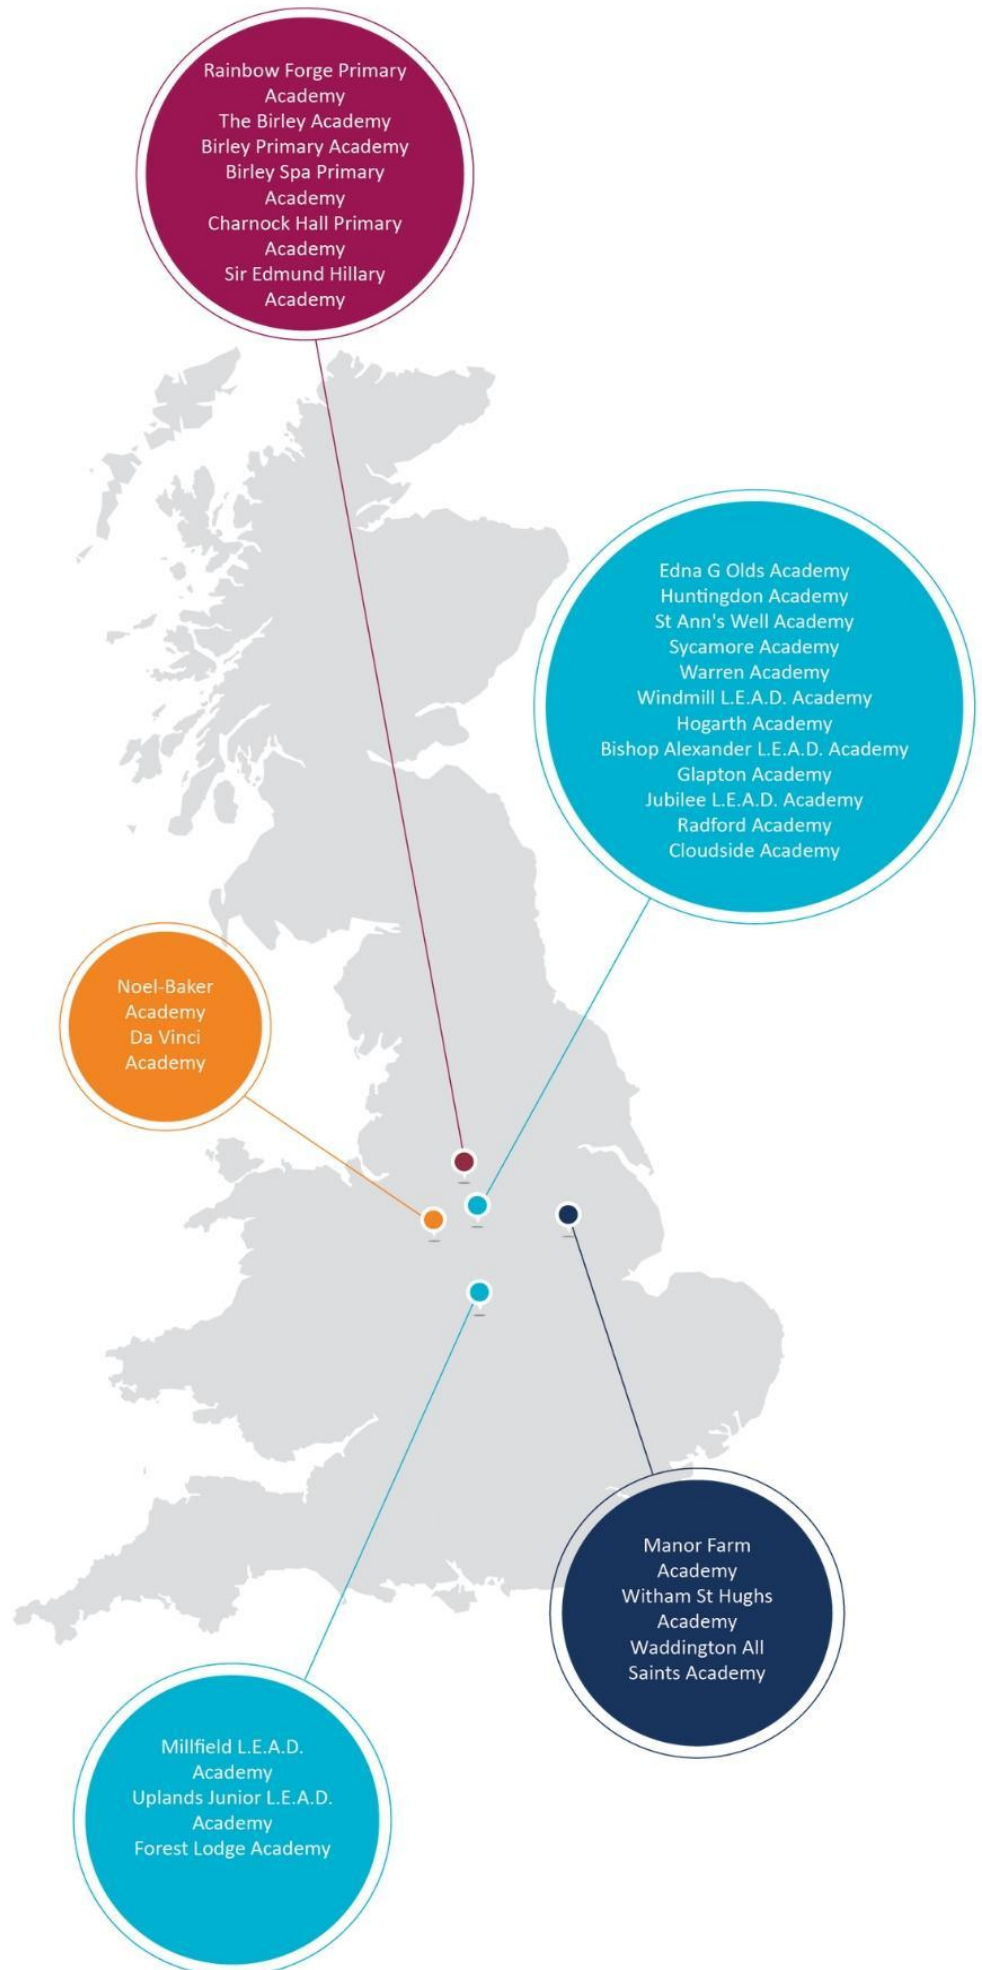 Rainbow Forge Primary
Academy
The Birley Academy
Birley Primary Academy
Birley Spa Primary
Academy
Charnock Hall Primary
Academy
Sir Edmund Hillary
Academy
Edna G Olds Academy
Huntingdon Academy
St Ann's Well Academy
Sycamore Academy
Warren Academy
Windmill L.E.A.D. Academy
Hogarth Academy
Bishop Alexander L.E.A.D. Academy
Glapton Academy
Jubilee L.E.A.D. Academy
Radford Academy
Cloudside Academy
Noel-Baker
Academy
Da Vinci
Academy
Manor Farm
Academy
Witham St Hughs
Academy
Waddington All
Saints Academy
Millfield L.E.A.D.
Academy
Uplands Junior L.E.A.D.
Academy
Forest Lodge Academy